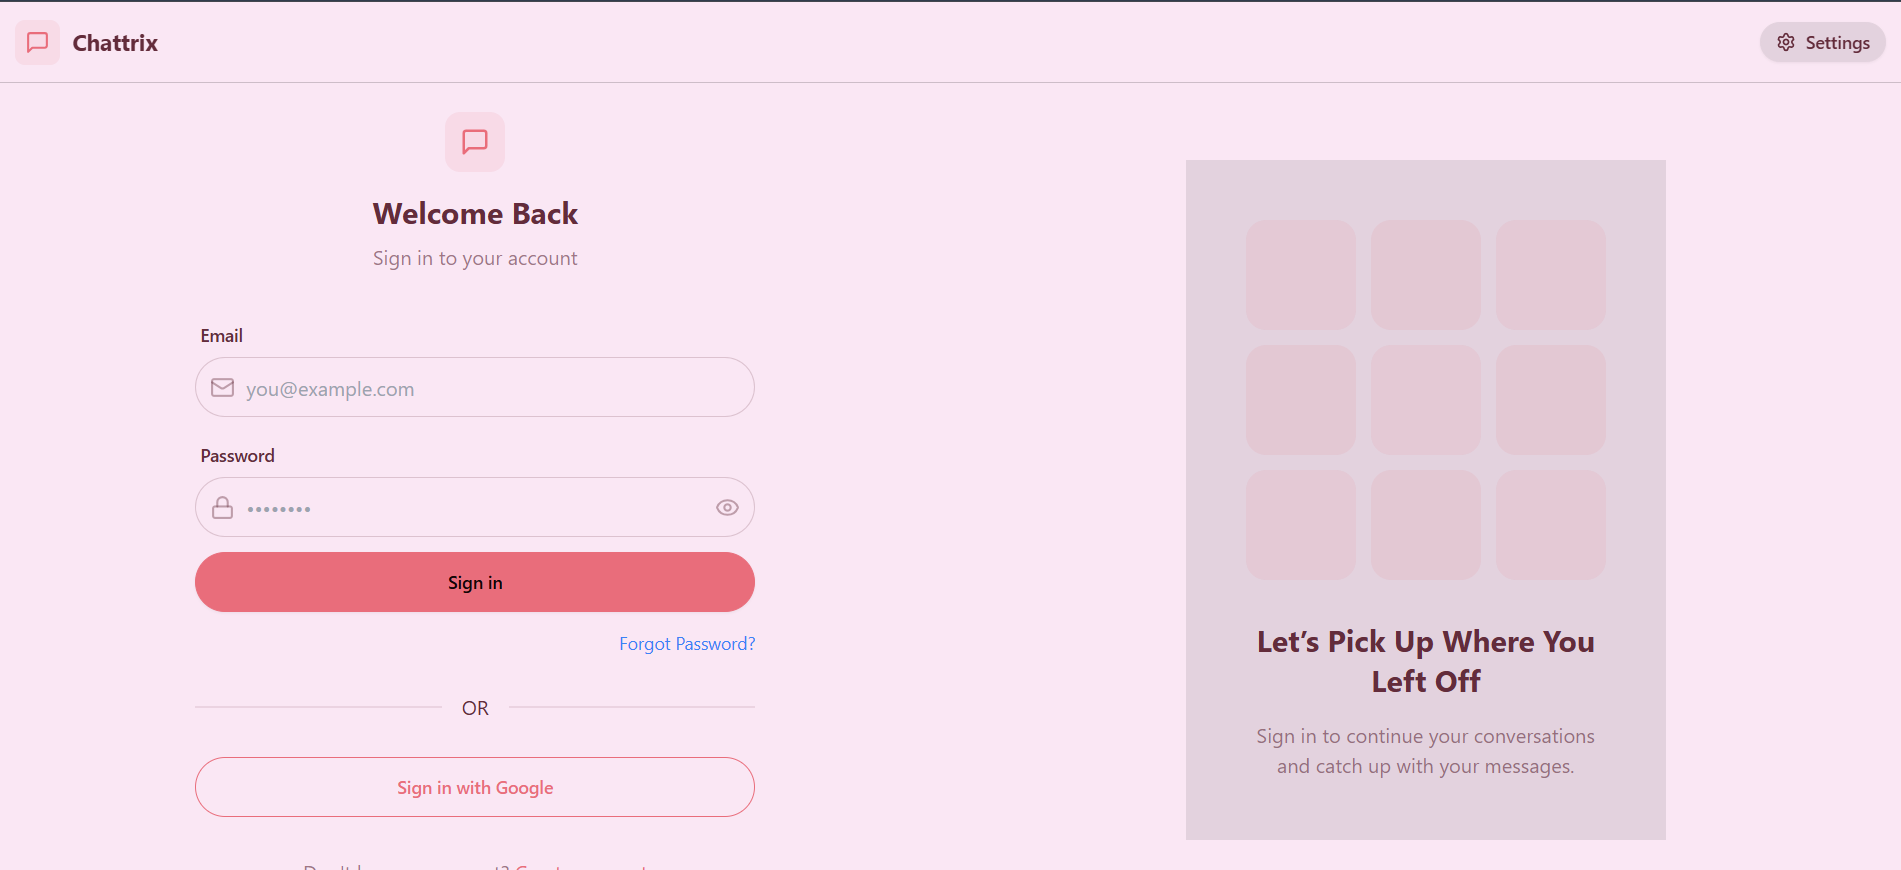 Chattrix
Settings
Welcome Back
Sign in to your account
Email
you@example.com
Password
••••••••
Sign in
Forgot Password?
OR
Sign in with Google
Let’s Pick Up Where You
Left Off
Sign in to continue your conversations
and catch up with your messages.